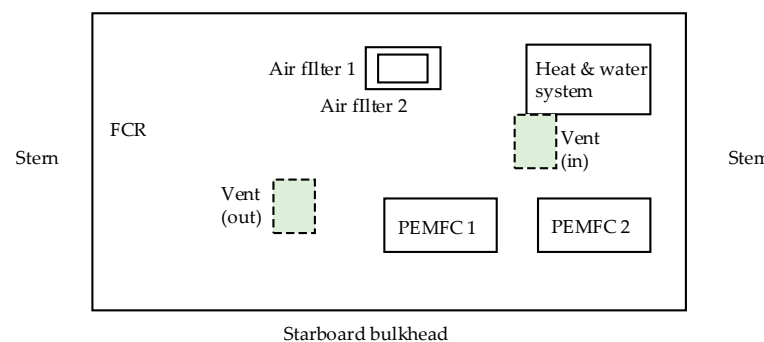 Air fIlter 1
Air fIlter 2
Heat & water
system
FCR
Vent
(in)
Stern
Stem
Vent
(out)
PEMFC 1
PEMFC 2
Starboard bulkhead